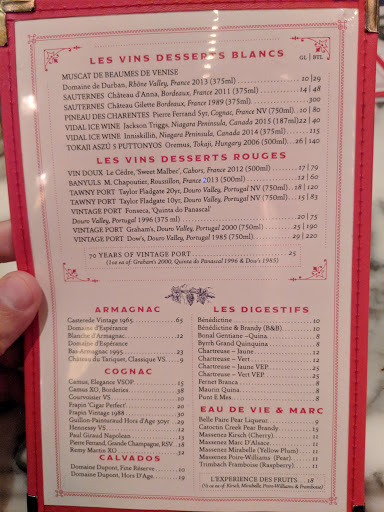 LES VINS DESSERTS BLANCS GL | BTL
MUSCAT DE BEAUMES DE VENISE
Domaine de Durban, Rhône Valley, France 2013 (375ml) 10 | 29
SAUTERNES Château d'Anna, Bordeaux, France 2011 (375ml) 14 | 48
SAUTERNES Château Gilette Bordeaux, France 1989 (375ml) 300
PINEAU DES CHARENTES Pierre Ferrand 5yr, Cognac, France NV (750ml) 10 | 80
VIDAL ICE WINE Jackson Triggs, Niagara Peninsula, Canada 2015 (187ml) 22 | 40
VIDAL ICE WINE Inniskillin, Niagara Peninsula, Canada 2014 (375ml) 115
TOKAJI ASZÚ 5 PUTTONYOS Oremus, Tokaji, Hungary 2006 (500ml) 26 | 140
LES VINS DESSERTS ROUGES
VIN DOUX Le Cédre, 'Sweet Malbec', Cahors, France 2012 (500ml) 17 | 79
BANYULS M. Chapoutier, Roussillon, France 2013 (500ml) 12 | 60
TAWNY PORT Taylor Fladgate 20yr, Douro Valley, Portugal NV (750ml) 18 | 120
TAWNY PORT Taylor Fladgate 10yr, Douro Valley, Portugal NV (750ml) 15 | 83
VINTAGE PORT Fonseca, 'Quinta do Panascal'
Douro Valley, Portugal 1996 (375 ml) 20 | 75
VINTAGE PORT Graham's, Douro Valley, Portugal 2000 (750ml) 25 | 190
VINTAGE PORT Dow's, Douro Valley, Portugal 1985 (750ml) 29 | 220
70 YEARS OF VINTAGE PORT 25
(1 oz ea of: Graham's 2000, Quinta do Panascal 1996 & Dow's 1985)
ARMAGNAC
Castarede Vintage 1965 65
Domaine d'Espérance
Blanche d'Armagnac 12
Domaine d'Espérance
Bas-Armagnac 1995 23
Château du Tariquet, Classique VS 9
COGNAC
Camus, Elegance VSOP 15
Camus XO, Borderies 38
Courvoisier VS 10
Frapin 'Cigar Perfect' 20
Frapin Vintage 1988 30
Guillon-Painturaud Hors d'Age 30yr 29
Hennessy VS 12
Paul Giraud Napoleon 13
Pierre Ferrand, Grande Champagne, RSV 18
Remy Martin XO 32
CALVADOS
Domaine Dupont, Fine Réserve 10
Domaine Dupont, Hors D'Age 19
LES DIGESTIFS
Bénédictine 10
Bénédictine & Brandy (B&B) 10
Bonal Gentiane-Quina 8
Byrrh Grand Quinquina 8
Chartreuse – Jaune 12
Chartreuse – Vert 12
Chartreuse – Jaune VEP 25
Chartreuse – Vert VEP 25
Fernet Branca 8
Maurin Quina 8
Punt E Mes 8
EAU DE VIE & MARC
Belle Paire Pear Liqueur 9
Catoctin Creek Pear Brandy 15
Massenez Kirsch (Cherry) 11
Massenez Marc D'Alsace 11
Massenez Mirabelle (Yellow Plum) 11
Massenez Poire-Williams (Pear) 11
Trimbach Framboise (Raspberry) 11
L'EXPERIENCE DES FRUITS 18
(½ oz of: Kirsch, Mirabelle, Poire-Williams & Framboise)